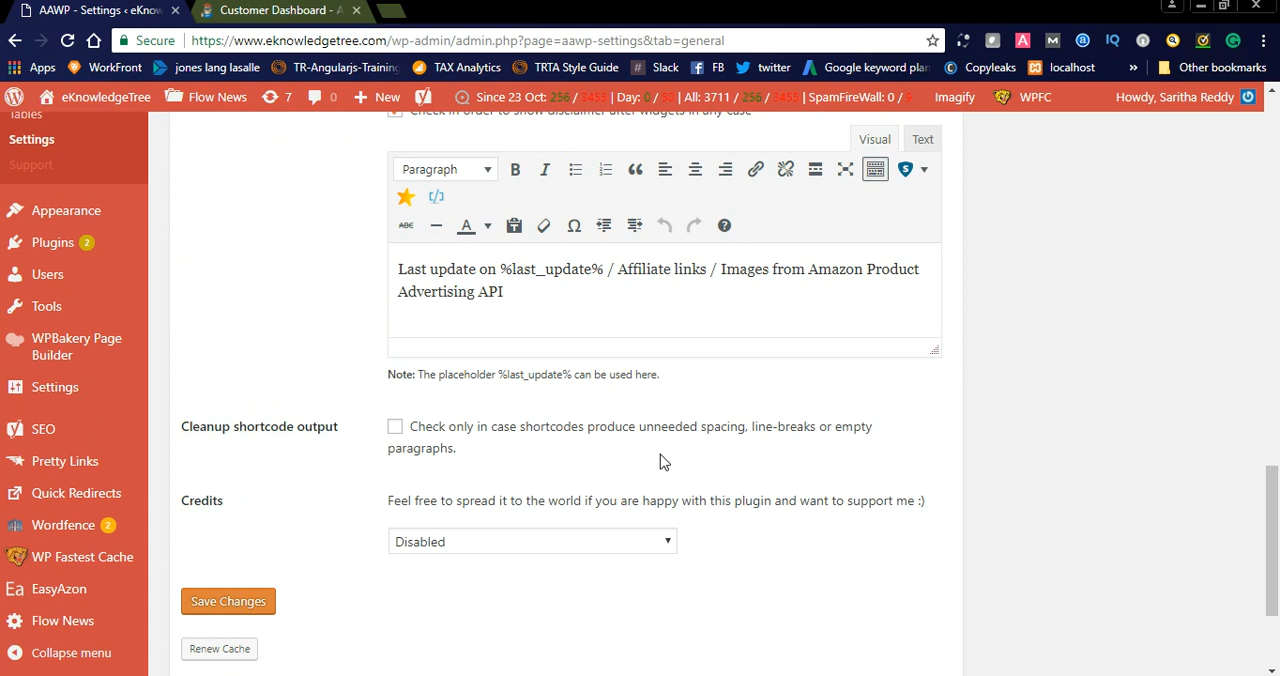 AAWP - Settings ‹ eKnow
Customer Dashboard - A
Secure https://www.eknowledgetree.com/wp-admin/admin.php?page=aawp-settings&tab=general
Apps WorkFront jones lang lasalle TR-Angularjs-Training TAX Analytics TRTA Style Guide Slack FB twitter Google keyword plan Copyleaks localhost » Other bookmarks
eKnowledgeTree Flow News 7 0 New Since 23 Oct: 256 / 3455 | Day: 0 / 50 | All: 3711 / 256 / 3455 | SpamFireWall: 0 / Imagify WPFC Howdy, Saritha Reddy
Tables
Settings
Support
Appearance
Plugins 2
Users
Tools
WPBakery Page
Builder
Settings
SEO
Pretty Links
Quick Redirects
Wordfence 2
WP Fastest Cache
EasyAzon
Flow News
Collapse menu
Check in order to show disclaimer after widgets in any case
Visual Text
Paragraph
Last update on %last_update% / Affiliate links / Images from Amazon Product
Advertising API
Note: The placeholder %last_update% can be used here.
Cleanup shortcode output
Check only in case shortcodes produce unneeded spacing, line-breaks or empty
paragraphs.
Credits
Feel free to spread it to the world if you are happy with this plugin and want to support me :)
Disabled
Save Changes
Renew Cache